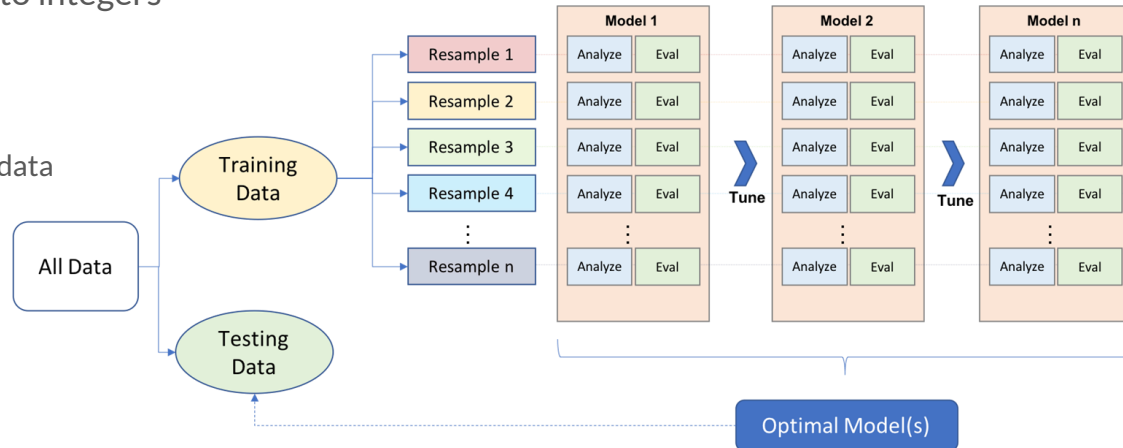 to integers
data
All Data
Training
Data
Testing
Data
Resample 1
Resample 2
Resample 3
Resample 4
⋮
Resample n
Model 1
Analyze Eval
Analyze Eval
Analyze Eval
Analyze Eval
⋮
Analyze Eval
Tune
Model 2
Analyze Eval
Analyze Eval
Analyze Eval
Analyze Eval
⋮
Analyze Eval
Tune
Model n
Analyze Eval
Analyze Eval
Analyze Eval
Analyze Eval
⋮
Analyze Eval
Optimal Model(s)